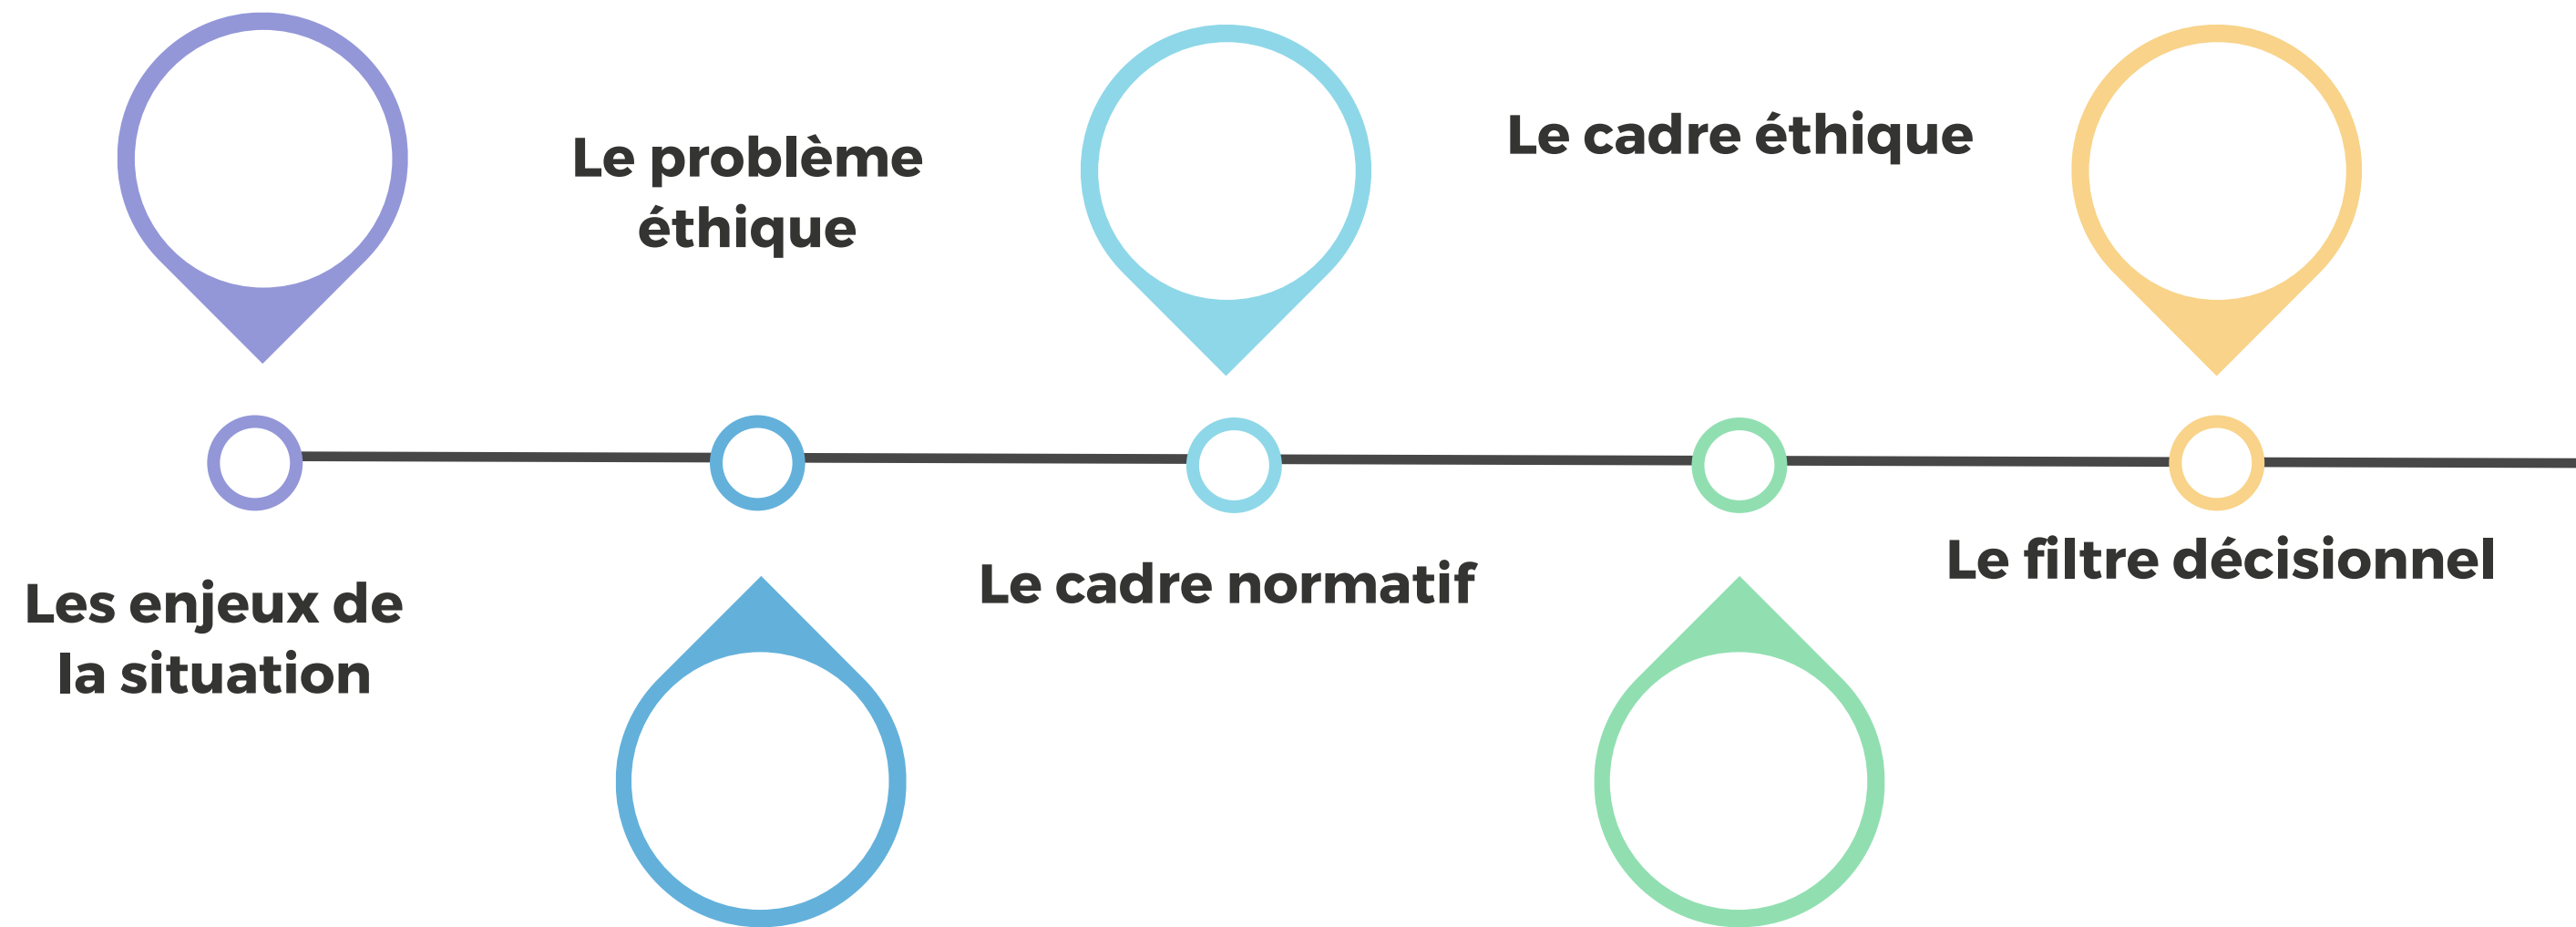 Les enjeux de
la situation
Le problème
éthique
Le cadre normatif
Le cadre éthique
Le filtre décisionnel